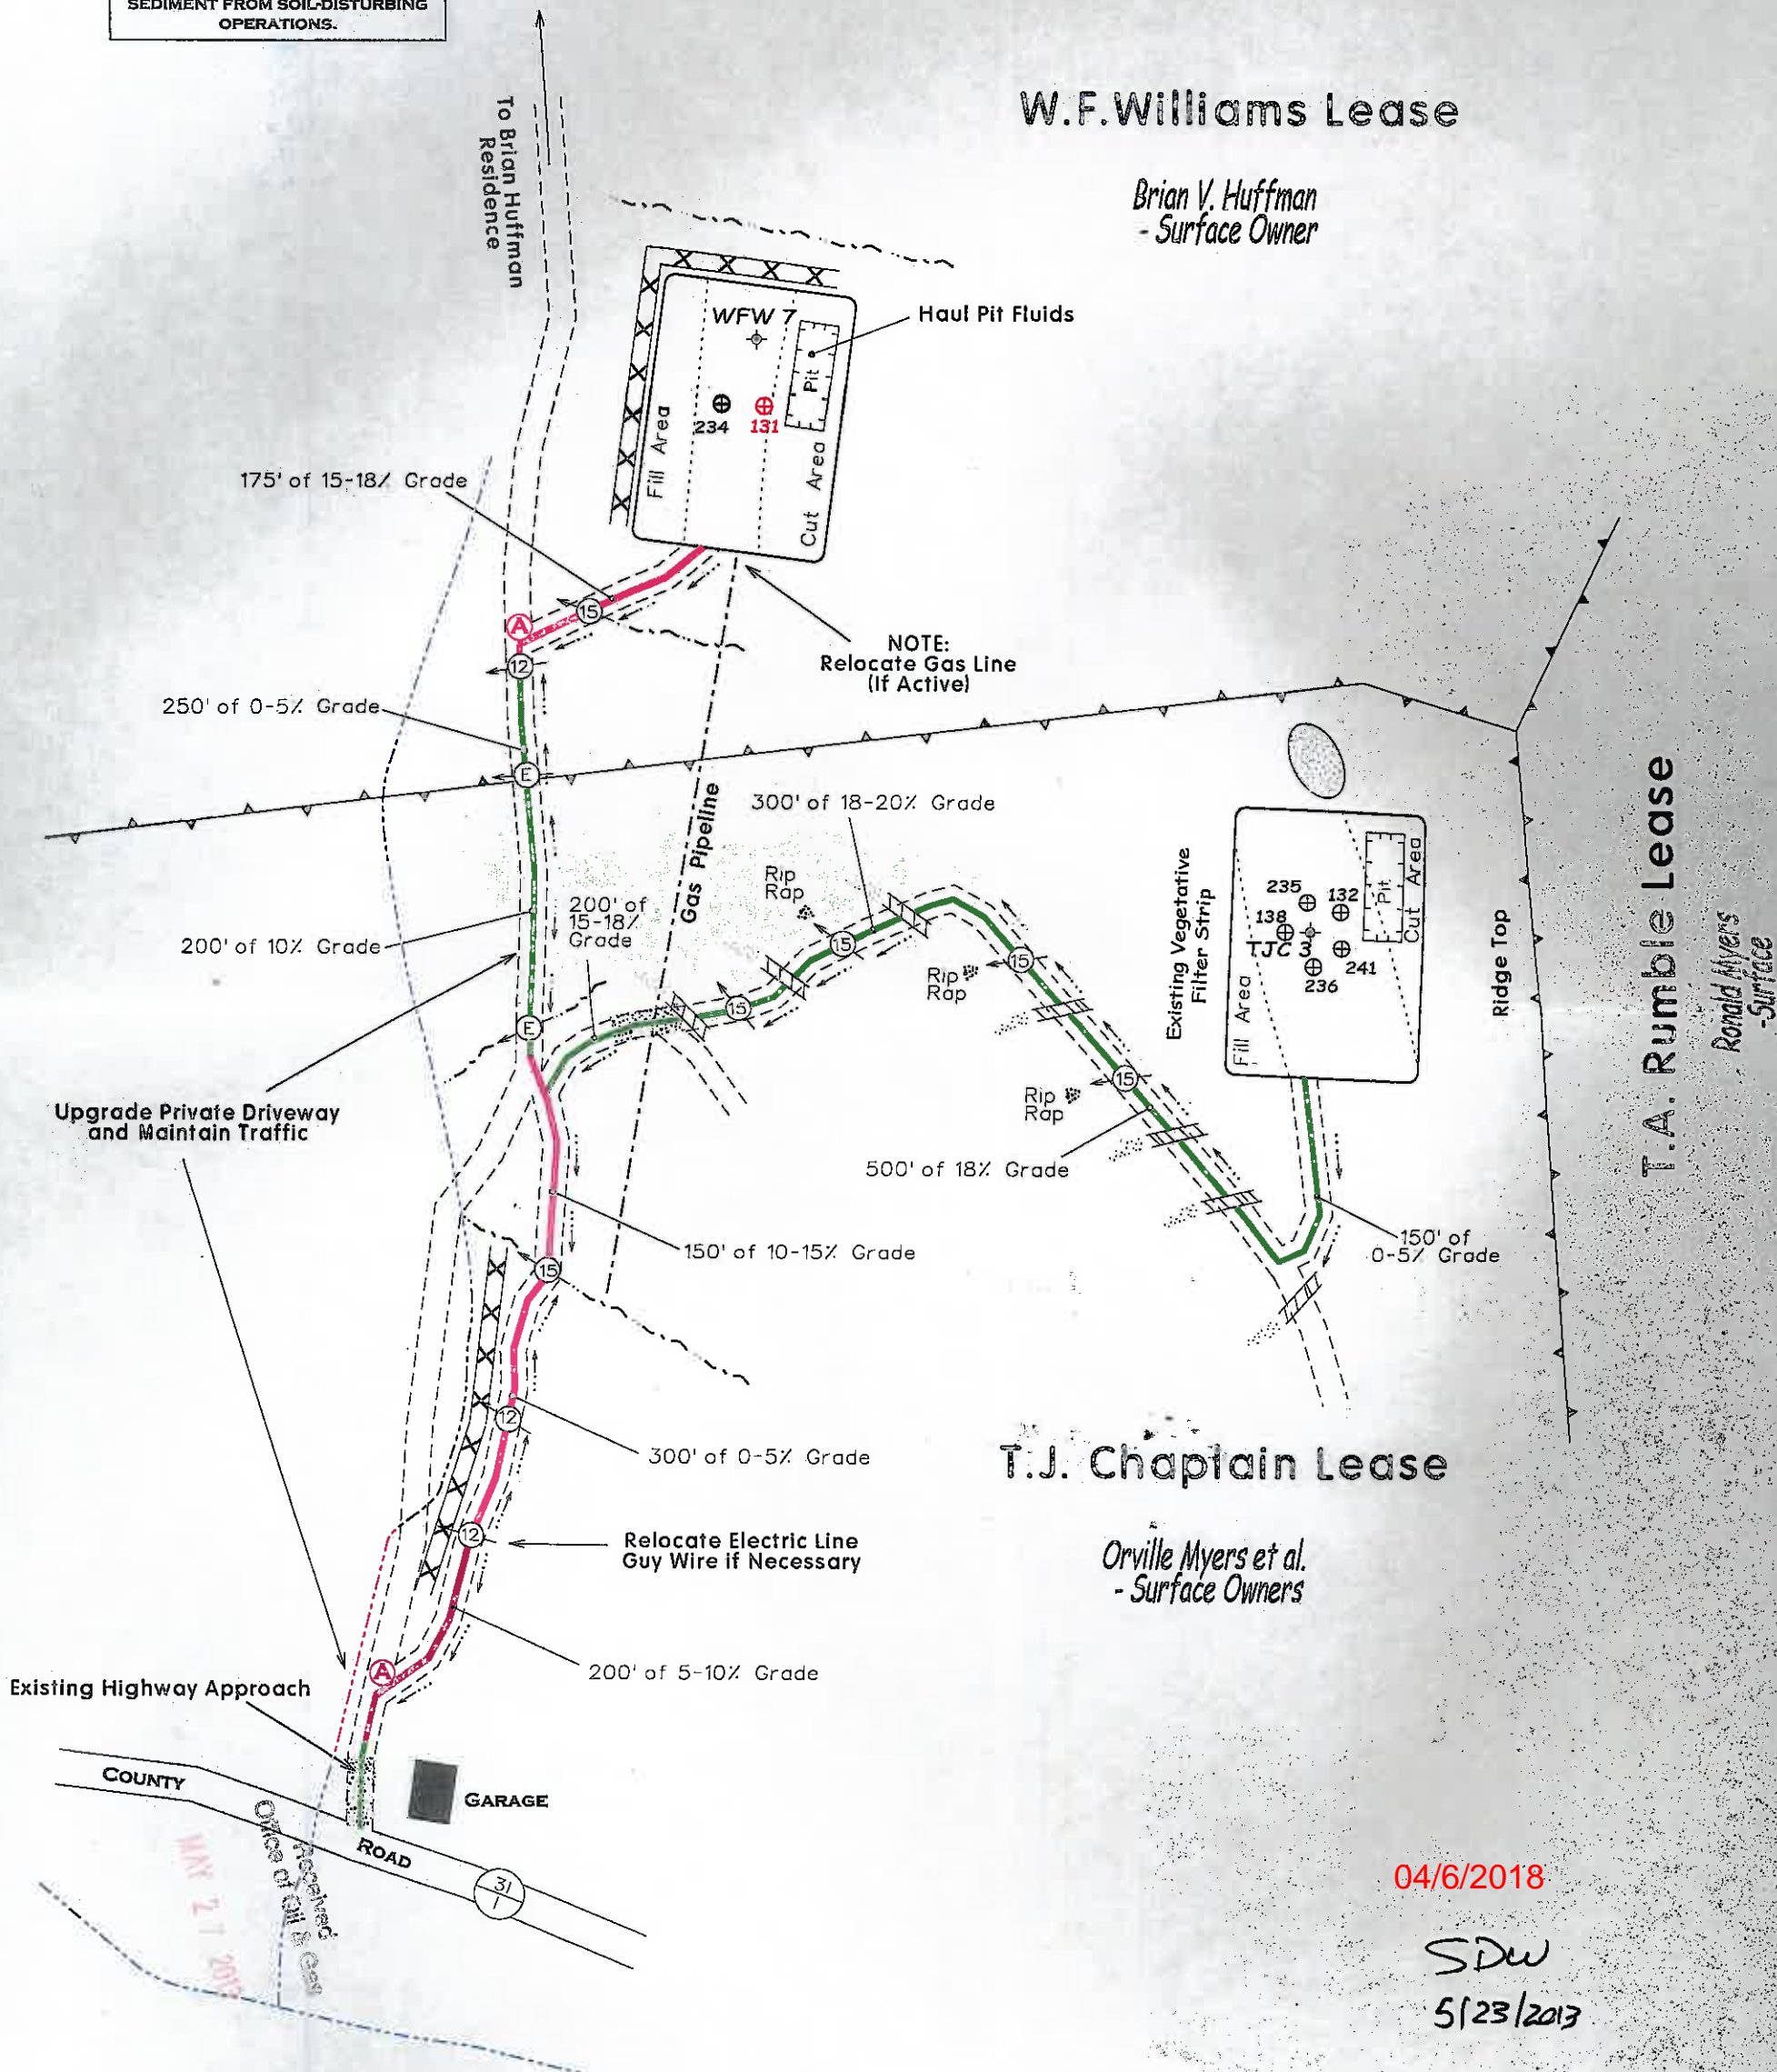 SEDIMENT FROM SOIL-DISTURBING
OPERATIONS.
To Brian Huffman
Residence
W.F.Williams Lease
Brian V. Huffman
- Surface Owner
WFW 7
Haul Pit Fluids
Pit
234
131
Fill Area
Cut Area
175' of 15-18% Grade
15
A
12
NOTE:
Relocate Gas Line
(If Active)
250' of 0-5% Grade
E
Gas Pipeline
300' of 18-20% Grade
200' of
15-18%
Grade
200' of 10% Grade
E
Rip
Rap
15
15
Rip
Rap
15
Existing Vegetative
Filter Strip
235
132
138
TJC 3
241
236
Pit
Cut Area
Fill Area
Ridge Top
T.A. Rumble Lease
Ronald Myers
-Surface
Rip
Rap
15
Upgrade Private Driveway
and Maintain Traffic
500' of 18% Grade
150' of
0-5% Grade
150' of 10-15% Grade
15
12
300' of 0-5% Grade
T.J. Chaplain Lease
12
Relocate Electric Line
Guy Wire if Necessary
Orville Myers et al.
- Surface Owners
200' of 5-10% Grade
A
Existing Highway Approach
COUNTY
ROAD
GARAGE
31
1
Received
Office of Oil & Gas
MAY 27
04/6/2018
SDW
5/23/2013